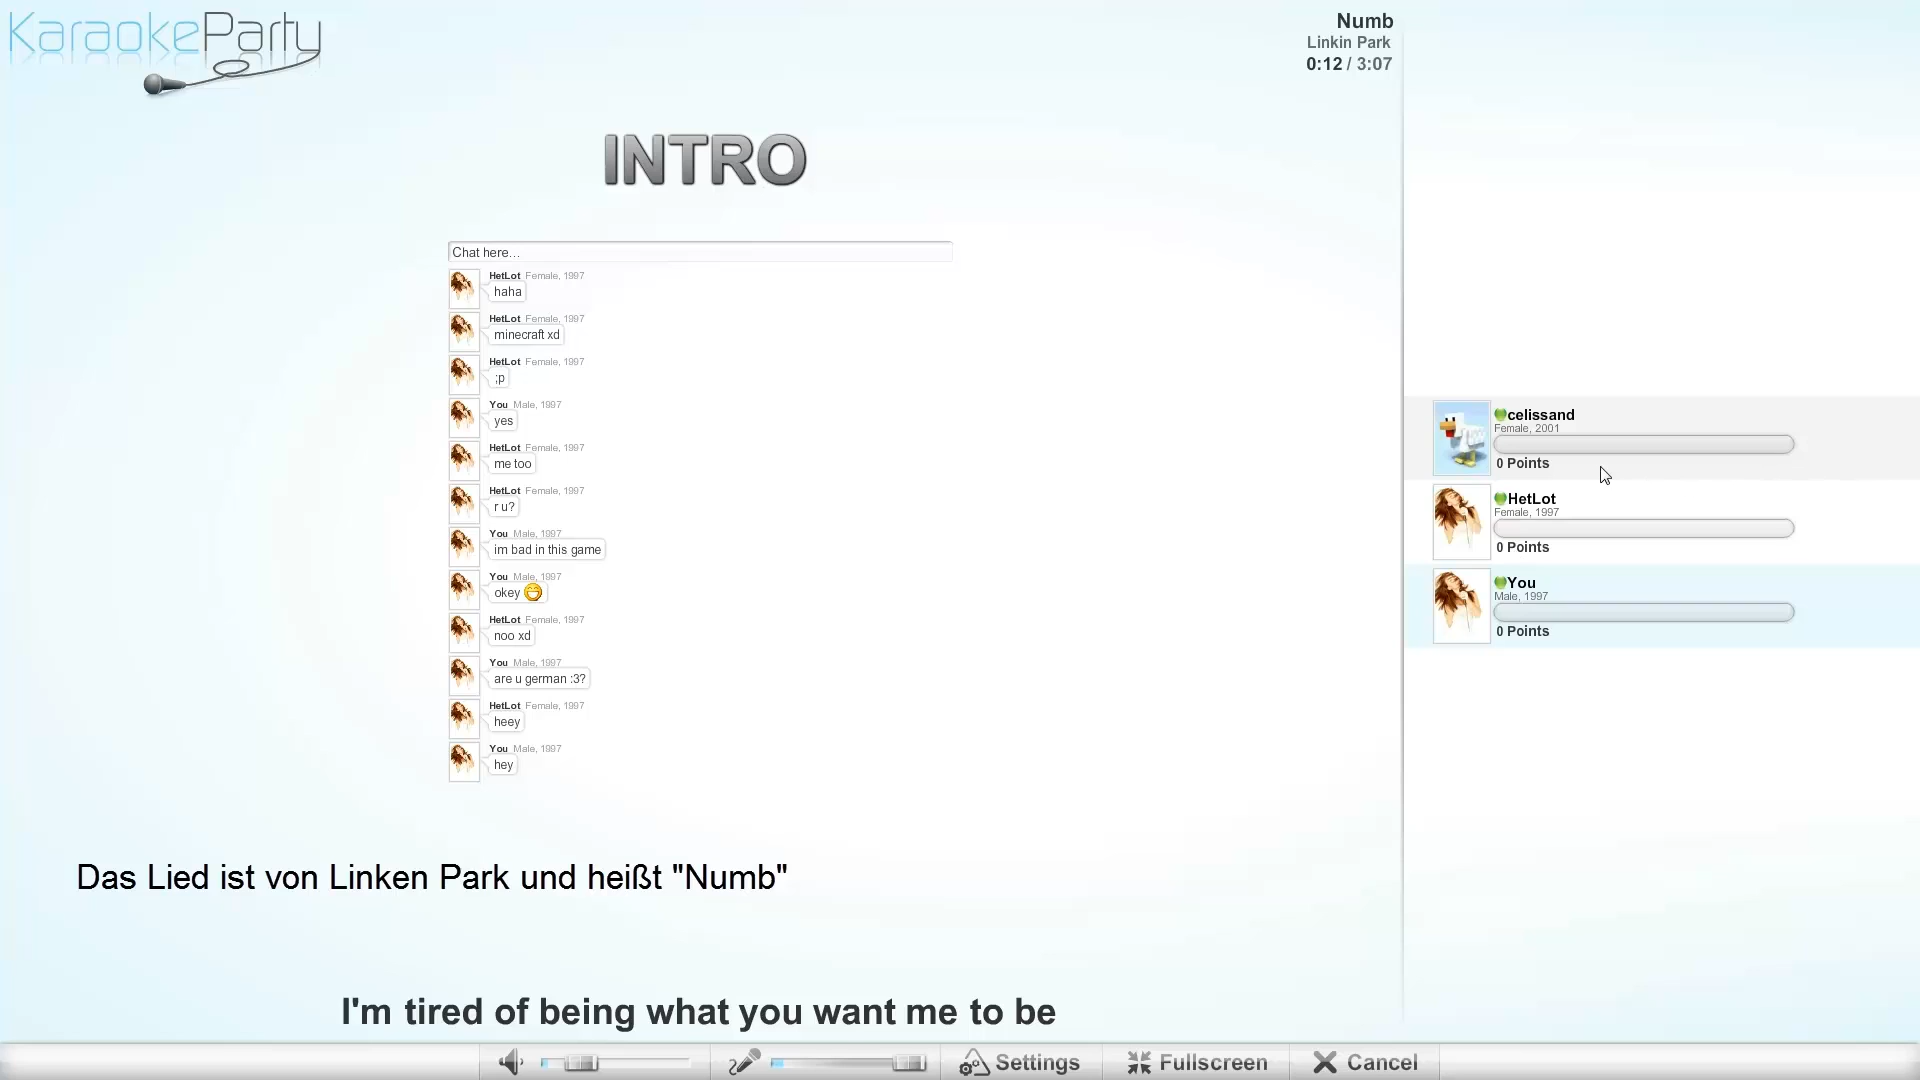 KaraokeParty
Numb
Linkin Park
0:12 / 3:07
INTRO
Chat here...
HetLot Female, 1997
haha
HetLot Female, 1997
minecraft xd
HetLot Female, 1997
;p
You Male, 1997
yes
HetLot Female, 1997
me too
HetLot Female, 1997
r u?
You Male, 1997
im bad in this game
You Male, 1997
okey
HetLot Female, 1997
noo xd
You Male, 1997
are u german :3?
HetLot Female, 1997
heey
You Male, 1997
hey
celissand
Female, 2001
0 Points
HetLot
Female, 1997
0 Points
You
Male, 1997
0 Points
Das Lied ist von Linken Park und heißt "Numb"
I'm tired of being what you want me to be
Settings Fullscreen Cancel